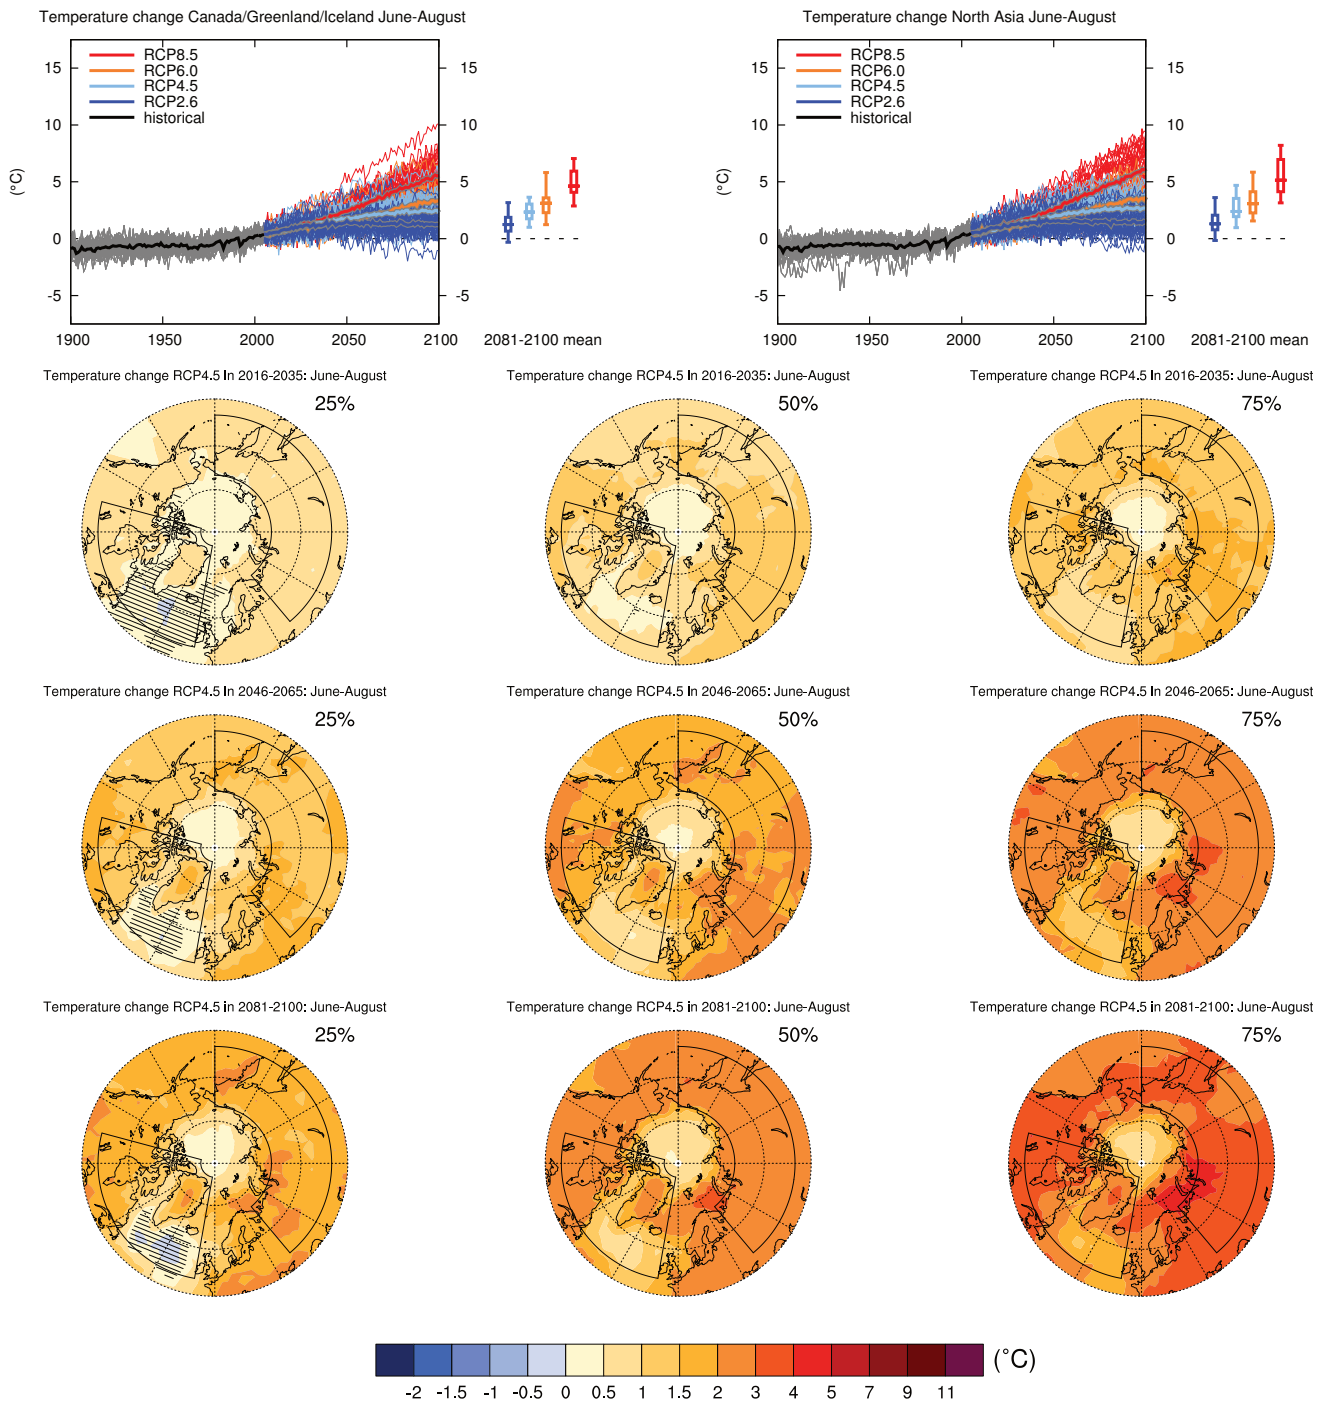 Temperature change Canada/Greenland/Iceland June-August
RCP8.5
RCP6.0
RCP4.5
RCP2.6
historical
(°C)
15
10
5
0
-5
15
10
5
0
-5
1900 1950 2000 2050 2100 2081-2100 mean
Temperature change North Asia June-August
RCP8.5
RCP6.0
RCP4.5
RCP2.6
historical
(°C)
15
10
5
0
-5
15
10
5
0
-5
1900 1950 2000 2050 2100 2081-2100 mean
Temperature change RCP4.5 in 2016-2035: June-August
25%
Temperature change RCP4.5 in 2016-2035: June-August
50%
Temperature change RCP4.5 in 2016-2035: June-August
75%
Temperature change RCP4.5 in 2046-2065: June-August
25%
Temperature change RCP4.5 in 2046-2065: June-August
50%
Temperature change RCP4.5 in 2046-2065: June-August
75%
Temperature change RCP4.5 in 2081-2100: June-August
25%
Temperature change RCP4.5 in 2081-2100: June-August
50%
Temperature change RCP4.5 in 2081-2100: June-August
75%
(°C)
-2 -1.5 -1 -0.5 0 0.5 1 1.5 2 3 4 5 7 9 11